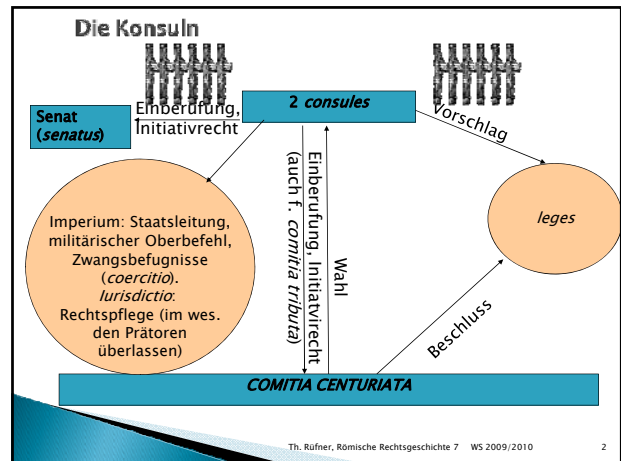 Die Konsuln
2 consules
Senat
(senatus)
Einberufung,
Initiativrecht
Vorschlag
Imperium: Staatsleitung,
militärischer Oberbefehl,
Zwangsbefugnisse
(coercitio).
Iurisdictio:
Rechtspflege (im wes.
den Prätoren
überlassen)
Einberufung, Initiatvirecht
(auch f. comitia tributa)
Wahl
leges
Beschluss
COMITIA CENTURIATA
Th. Rüfner, Römische Rechtsgeschichte 7 WS 2009/2010 2